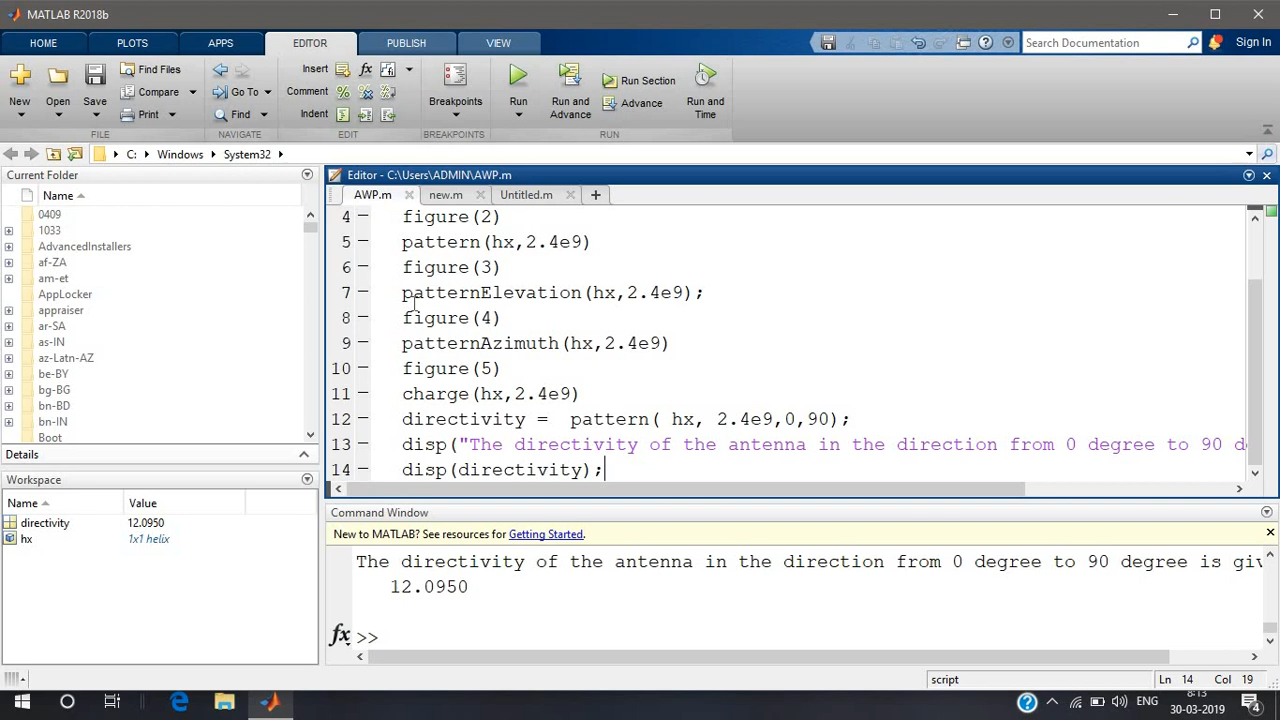 MATLAB R2018b
HOME PLOTS APPS EDITOR PUBLISH VIEW Search Documentation Sign In
New Open Save Find Files Compare Print Go To Find Insert Comment Indent fx Breakpoints Run Run and Advance Run Section Advance Run and Time
FILE NAVIGATE EDIT BREAKPOINTS RUN
C: Windows System32
Current Folder
Name
0409
1033
AdvancedInstallers
af-ZA
am-et
AppLocker
appraiser
ar-SA
as-IN
az-Latn-AZ
be-BY
bg-BG
bn-BD
bn-IN
Boot
Details
Workspace
Name Value
directivity 12.0950
hx 1x1 helix
Editor - C:\Users\ADMIN\AWP.m
AWP.m new.m Untitled.m
4 figure(2)
5 pattern(hx,2.4e9)
6 figure(3)
7 patternElevation(hx,2.4e9);
8 figure(4)
9 patternAzimuth(hx,2.4e9)
10 figure(5)
11 charge(hx,2.4e9)
12 directivity =  pattern( hx, 2.4e9,0,90);
13 disp("The directivity of the antenna in the direction from 0 degree to 90 d
14 disp(directivity);
Command Window
New to MATLAB? See resources for Getting Started.
The directivity of the antenna in the direction from 0 degree to 90 degree is giv
12.0950
fx >>
script Ln 14 Col 19
8:13
30-03-2019
4